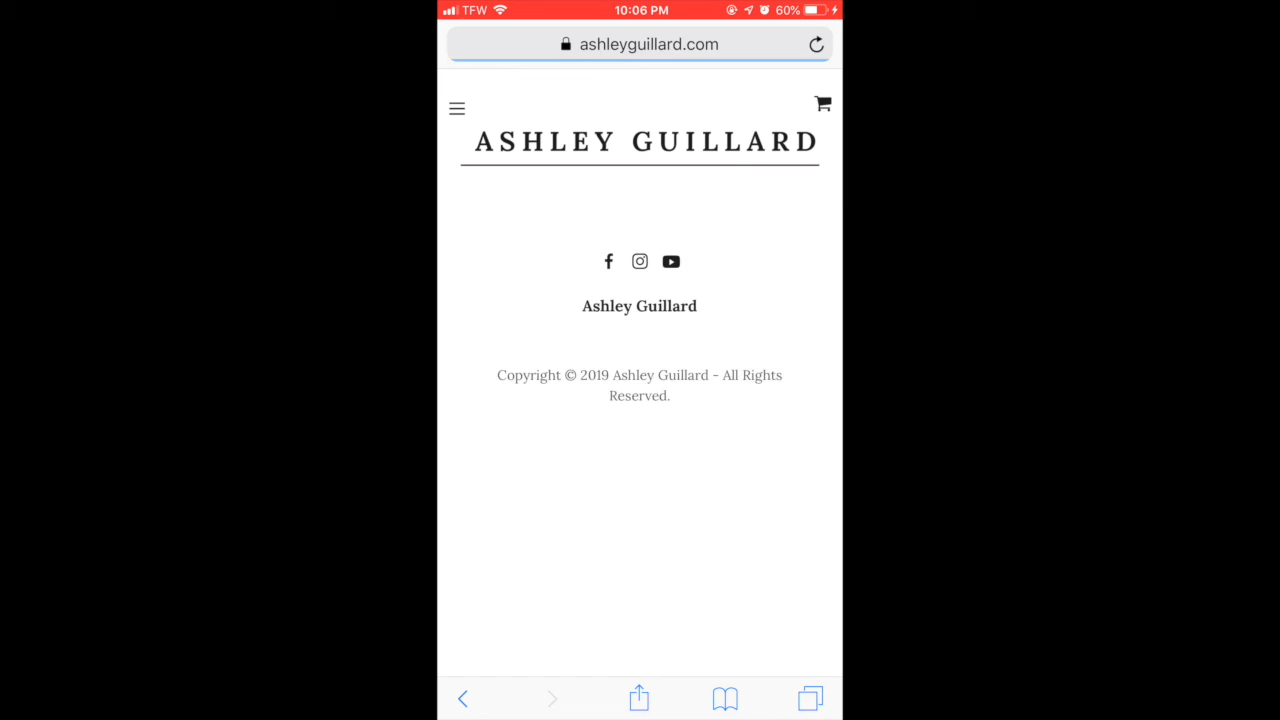 TFW 10:06 PM 60%
ashleyguillard.com
ASHLEY GUILLARD
Ashley Guillard
Copyright © 2019 Ashley Guillard - All Rights
Reserved.